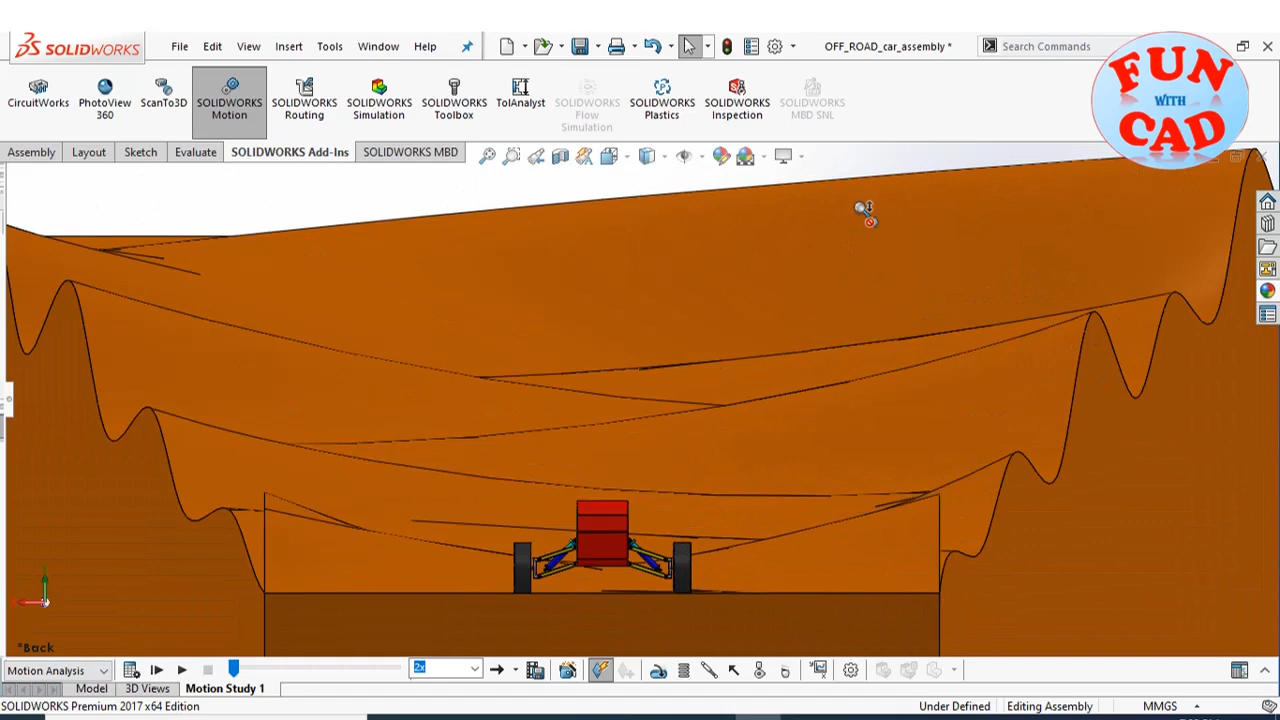 SOLIDWORKS File Edit View Insert Tools Window Help OFF_ROAD_car_assembly * Search Commands
FUN
WITH
CAD
CircuitWorks PhotoView 360 ScanTo3D SOLIDWORKS Motion SOLIDWORKS Routing SOLIDWORKS Simulation SOLIDWORKS Toolbox TolAnalyst SOLIDWORKS Flow Simulation SOLIDWORKS Plastics SOLIDWORKS Inspection SOLIDWORKS MBD SNL
Assembly Layout Sketch Evaluate SOLIDWORKS Add-Ins SOLIDWORKS MBD
*Back
Motion Analysis 2x
Model 3D Views Motion Study 1
SOLIDWORKS Premium 2017 x64 Edition Under Defined Editing Assembly MMGS